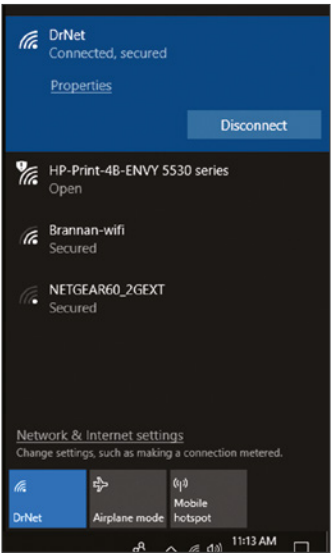 DrNet
Connected, secured
Properties
Disconnect
HP-Print-4B-ENVY 5530 series
Open
Brannan-wifi
Secured
NETGEAR60_2GEXT
Secured
Network & Internet settings
Change settings, such as making a connection metered.
DrNet
Airplane mode
Mobile
hotspot
11:13 AM